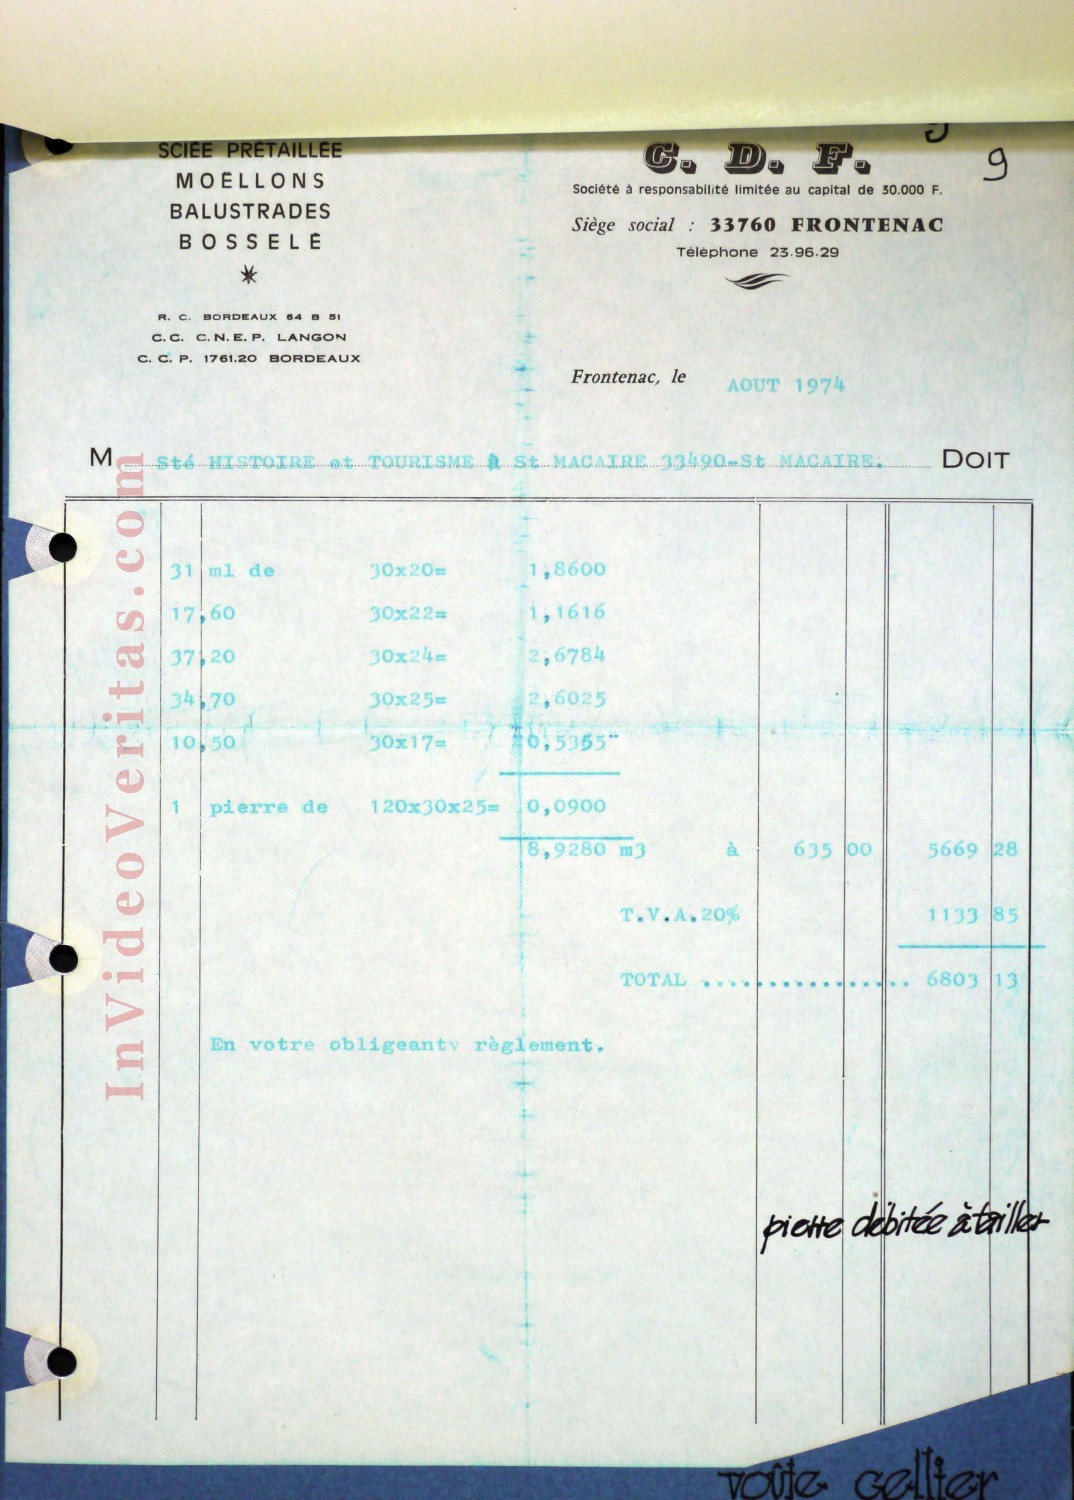 SCIÉE PRÉTAILLÉE
MOËLLONS
BALUSTRADES
BOSSELÉ
R. C. BORDEAUX 64 B 51
C.C. C.N.E.P. LANGON
C. C. P. 1761.20 BORDEAUX
C. D. F.
9
Société à responsabilité limitée au capital de 30.000 F.
Siège social : 33760 FRONTENAC
Téléphone 23.96.29
Frontenac, le AOUT 1974
M Sté HISTOIRE et TOURISME à St MACAIRE 33490-St MACAIRE. DOIT
31 ml de 30x20= 1,8600
17,60 30x22= 1,1616
37,20 30x24= 2,6784
34,70 30x25= 2,6025
10,50 30x17= 0,5355"
1 pierre de 120x30x25= 0,0900
8,9280 m3 à 635 00 5669 28
T.V.A.20% 1133 85
TOTAL ................ 6803 13
En votre obligeantv règlement.
pierre débitée à tailler
voûte cellier
InVideoVeritas.com